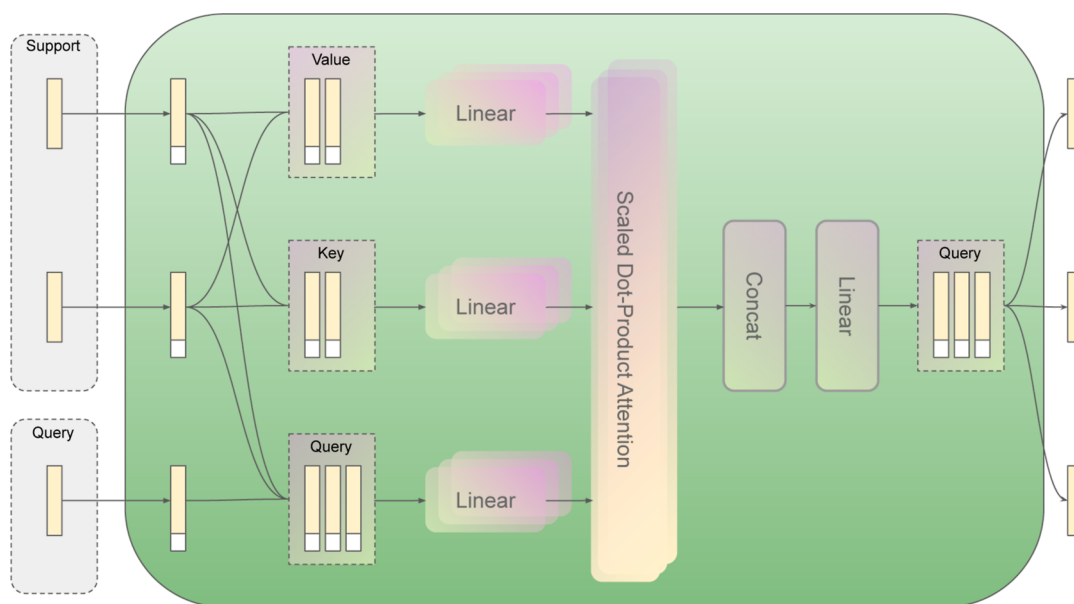 Support
Value
Linear
Key
Linear
Scaled Dot-Product Attention
Concat
Linear
Query
Query
Query
Linear